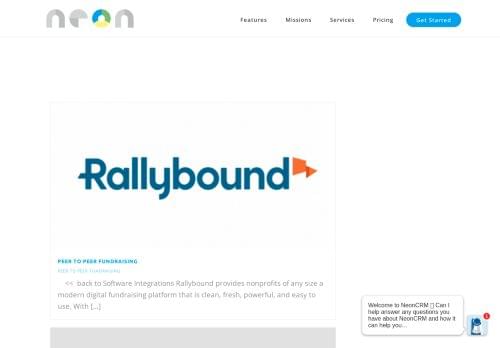 neon
Features Missions Services Pricing Get Started
Rallybound
PEER TO PEER FUNDRAISING
PEER TO PEER FUNDRAISING
<< back to Software Integrations Rallybound provides nonprofits of any size a
modern digital fundraising platform that is clean, fresh, powerful, and easy to
use. With [...]
Welcome to NeonCRM 👋 Can I
help answer any questions you
have about NeonCRM and how it
can help you...
1